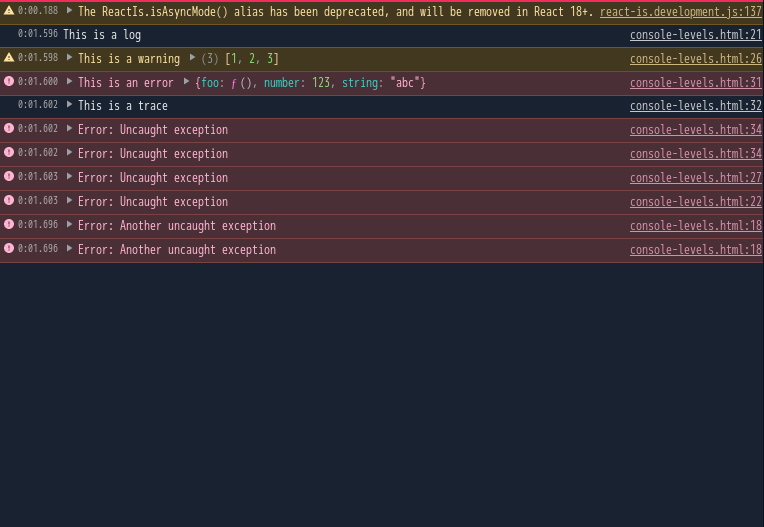 0:00.188 The ReactIs.isAsyncMode() alias has been deprecated, and will be removed in React 18+. react-is.development.js:137
0:01.596 This is a log console-levels.html:21
0:01.598 This is a warning (3) [1, 2, 3] console-levels.html:26
0:01.600 This is an error {foo: ƒ (), number: 123, string: "abc"} console-levels.html:31
0:01.602 This is a trace console-levels.html:32
0:01.602 Error: Uncaught exception console-levels.html:34
0:01.602 Error: Uncaught exception console-levels.html:34
0:01.603 Error: Uncaught exception console-levels.html:27
0:01.603 Error: Uncaught exception console-levels.html:22
0:01.696 Error: Another uncaught exception console-levels.html:18
0:01.696 Error: Another uncaught exception console-levels.html:18